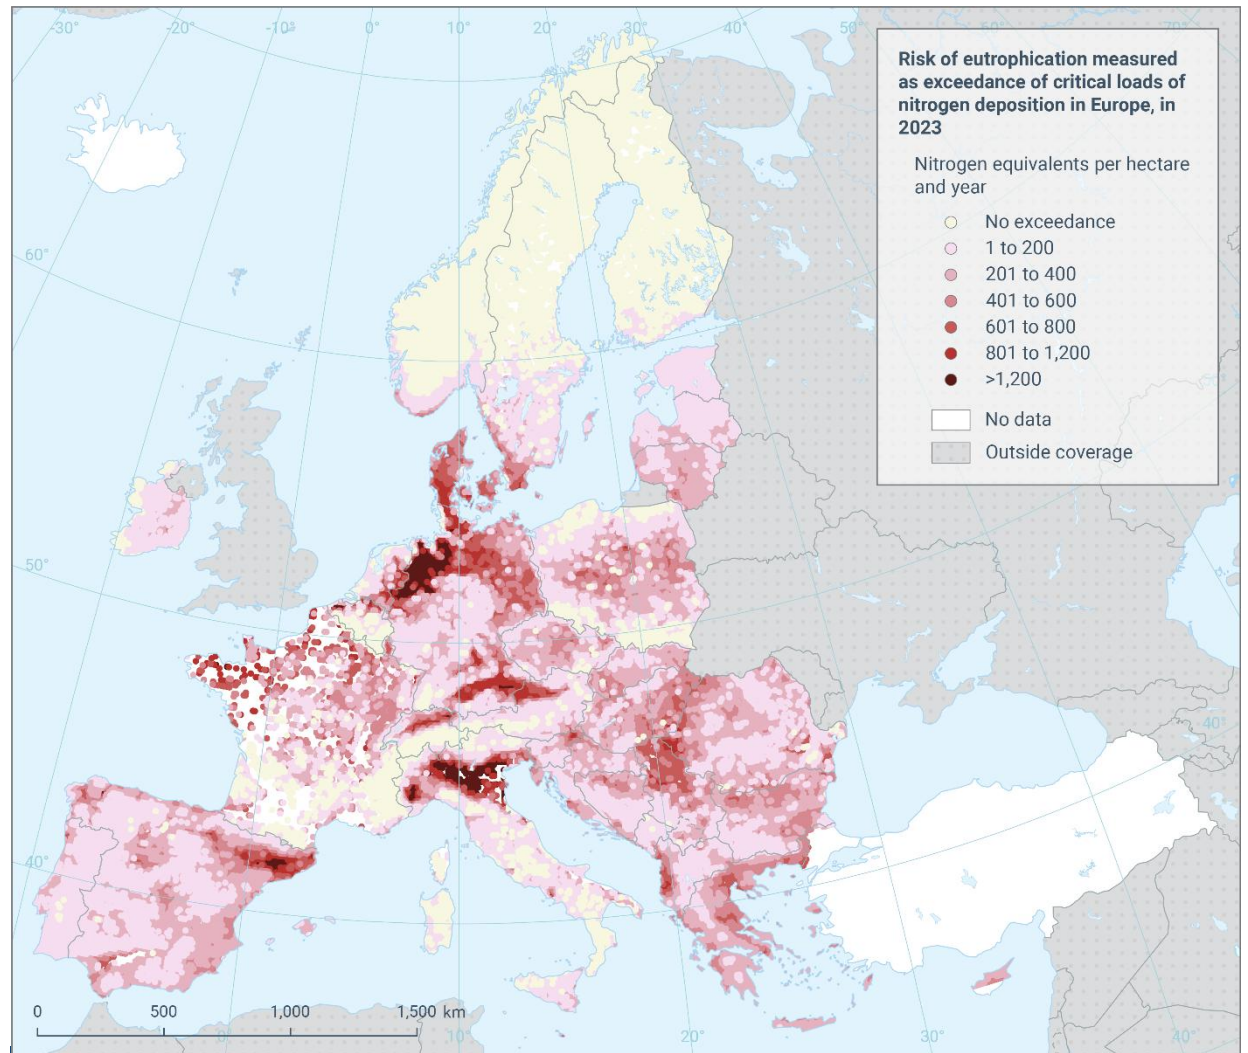 -30°
-20°
-10°
0°
10°
20°
30°
40°
50°
60°
70°
Risk of eutrophication measured
as exceedance of critical loads of
nitrogen deposition in Europe, in
2023
Nitrogen equivalents per hectare
and year
No exceedance
1 to 200
201 to 400
401 to 600
601 to 800
801 to 1,200
>1,200
No data
Outside coverage
60°
50°
40°
40°
0
500
1,000
1,500 km
0°
10°
20°
30°
40°